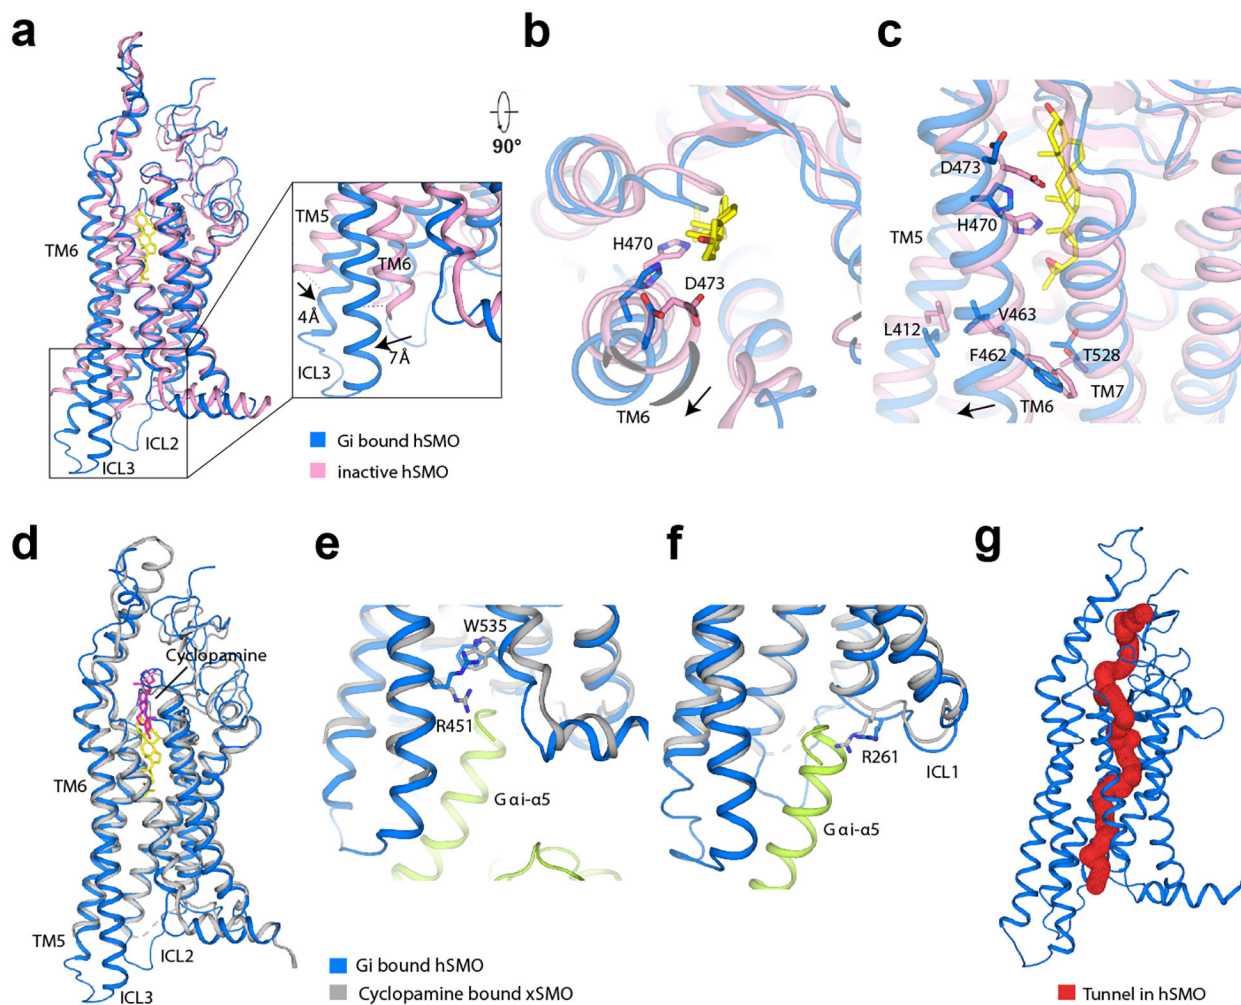 a
TM6
TM5
TM6
4Å
7Å
ICL3
ICL2
ICL3
Gi bound hSMO
inactive hSMO
90°
b
H470
D473
TM6
c
D473
H470
TM5
L412
V463
F462
T528
TM6
TM7
d
Cyclopamine
TM6
TM5
ICL2
ICL3
e
W535
R451
Gαi-α5
f
R261
ICL1
Gαi-α5
Gi bound hSMO
Cyclopamine bound xSMO
g
Tunnel in hSMO